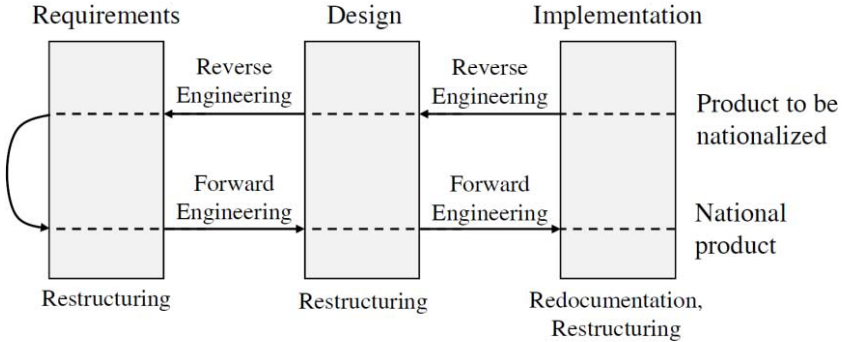 Requirements
Design
Implementation
Reverse
Engineering
Reverse
Engineering
Product to be
nationalized
Forward
Engineering
Forward
Engineering
National
product
Restructuring
Restructuring
Redocumentation,
Restructuring